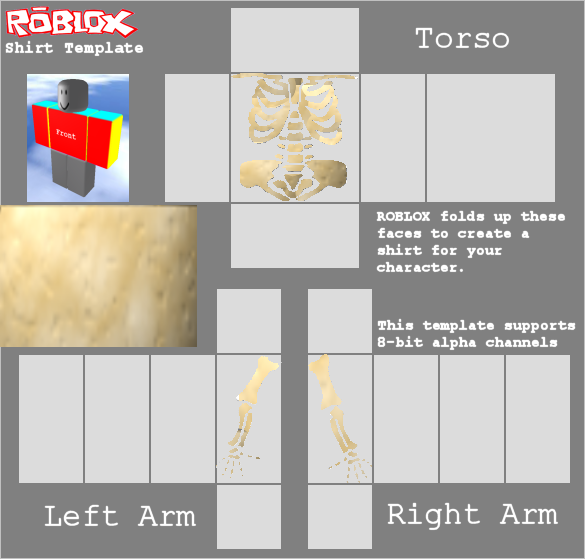 ROBLOX
Shirt Template
Torso
Front
ROBLOX folds up these
faces to create a
shirt for your
character.
This template supports
8-bit alpha channels
Left Arm
Right Arm